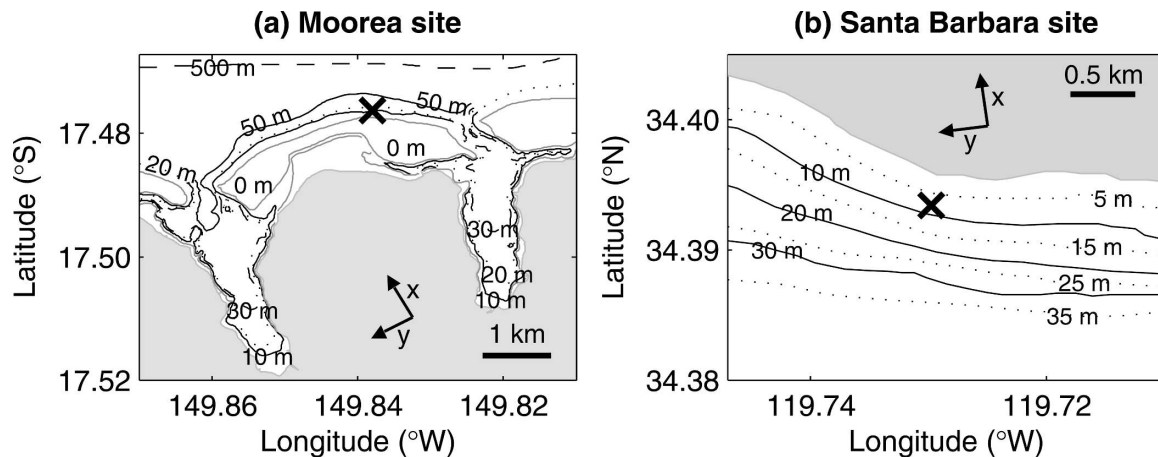 (a) Moorea site
500 m
50 m
50 m
20 m
0 m
0 m
30 m
20 m
10 m
30 m
10 m
x
y
1 km
17.48
17.50
17.52
Latitude (°S)
149.86
149.84
149.82
Longitude (°W)
(b) Santa Barbara site
0.5 km
x
y
10 m
5 m
20 m
15 m
30 m
25 m
35 m
34.40
34.39
34.38
Latitude (°N)
119.74
119.72
Longitude (°W)